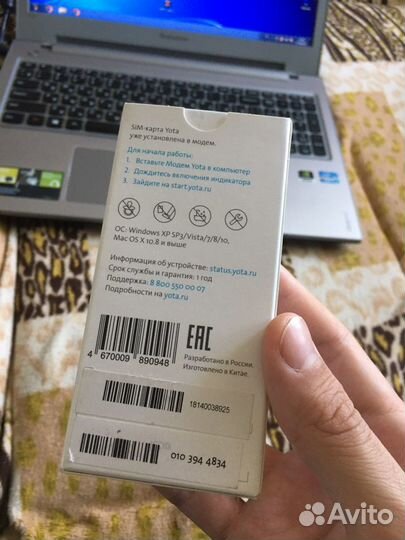 SIM-карта Yota
уже установлена в модем.
Для начала работы:
1. Вставьте Модем Yota в компьютер
2. Дождитесь включения индикатора
3. Зайдите на start.yota.ru
ОС: Windows XP SP3/Vista/7/8/10,
Mac OS X 10.8 и выше
Информация об устройстве: status.yota.ru
Срок службы и гарантия: 1 год
Поддержка: 8 800 550 00 07
Подробности на yota.ru
EAC
Разработано в России.
Изготовлено в Китае.
4 670009 890948
18140038925
010 394 4834
Avito